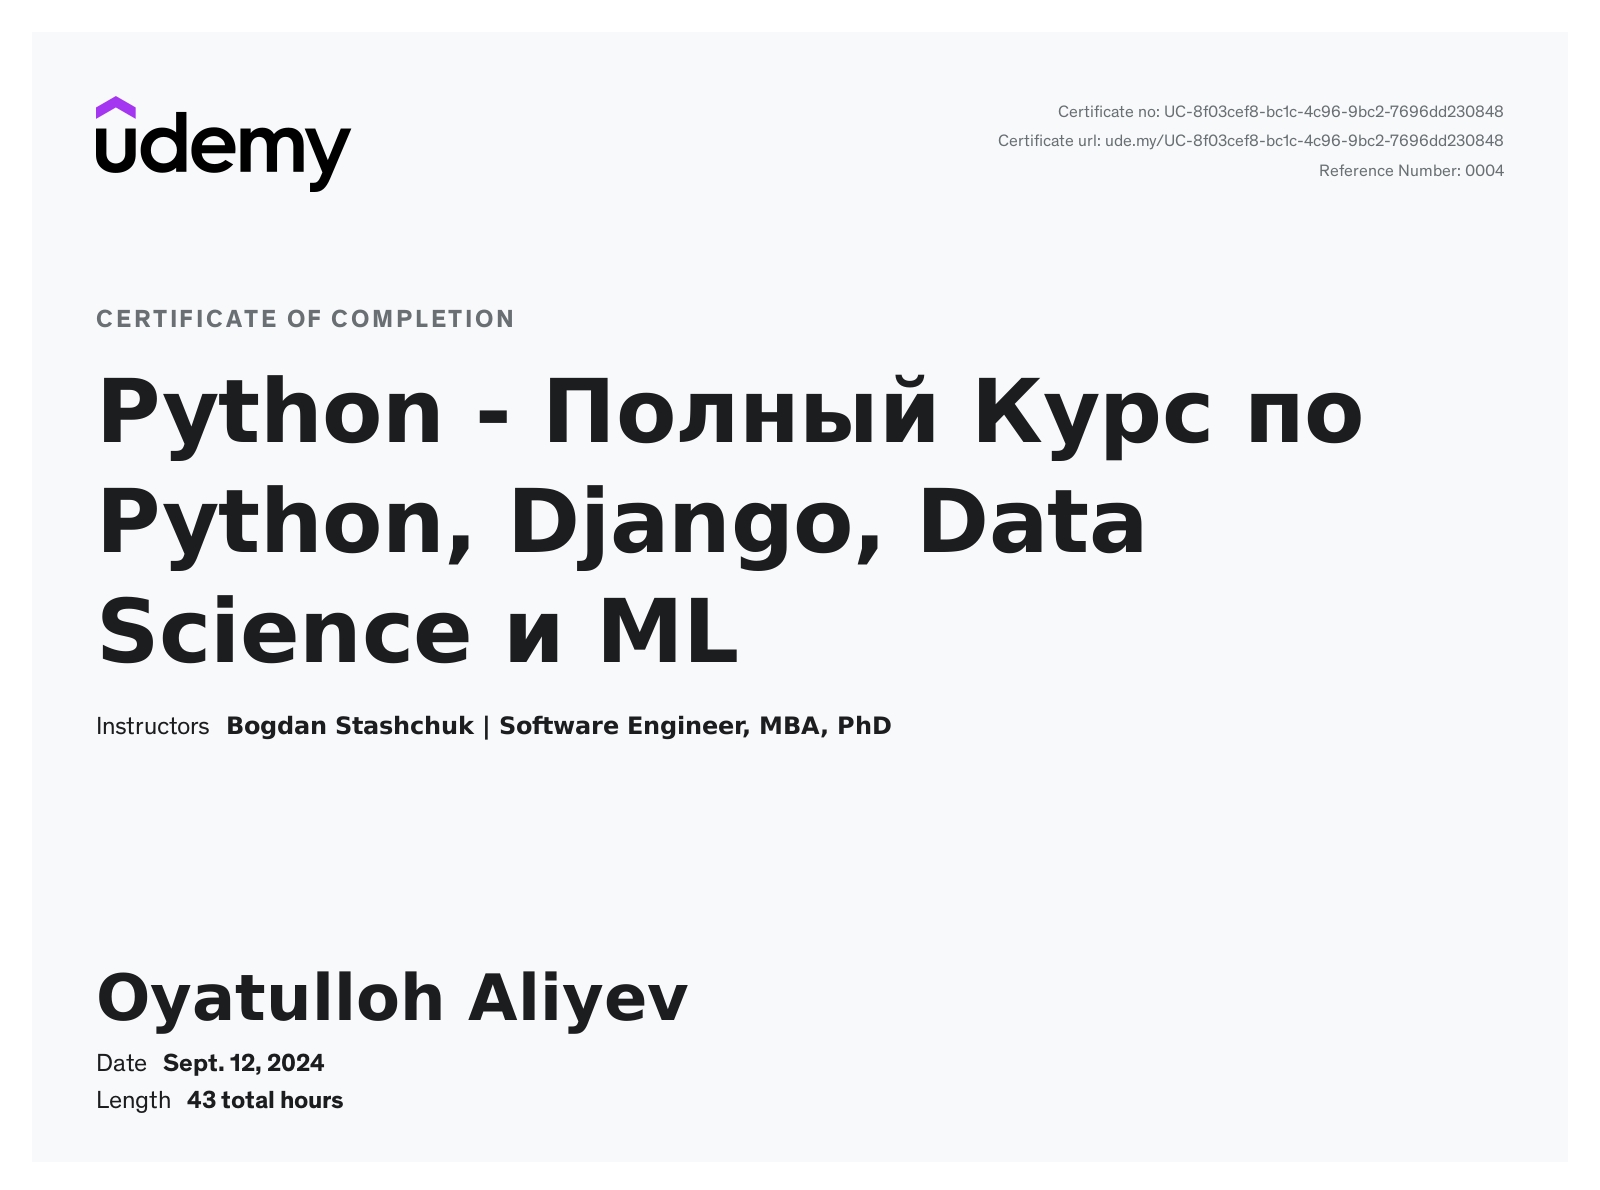 udemy
Certificate no: UC-8f03cef8-bc1c-4c96-9bc2-7696dd230848
Certificate url: ude.my/UC-8f03cef8-bc1c-4c96-9bc2-7696dd230848
Reference Number: 0004
CERTIFICATE OF COMPLETION
Python - Полный Курс по
Python, Django, Data
Science и ML
Instructors Bogdan Stashchuk | Software Engineer, MBA, PhD
Oyatulloh Aliyev
Date Sept. 12, 2024
Length 43 total hours